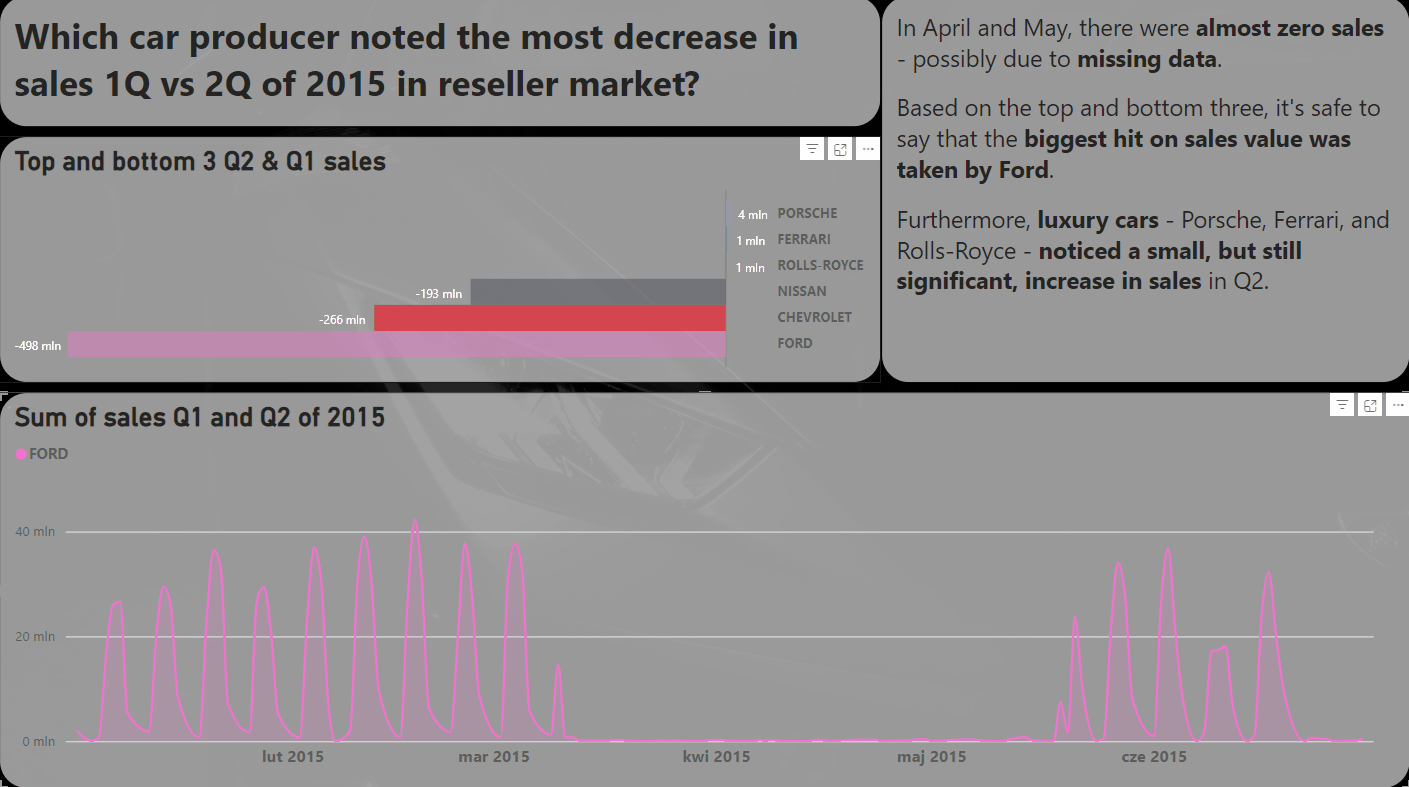 Which car producer noted the most decrease in
sales 1Q vs 2Q of 2015 in reseller market?
In April and May, there were almost zero sales
- possibly due to missing data.
Based on the top and bottom three, it's safe to
say that the biggest hit on sales value was
taken by Ford.
Furthermore, luxury cars - Porsche, Ferrari, and
Rolls-Royce - noticed a small, but still
significant, increase in sales in Q2.
Top and bottom 3 Q2 & Q1 sales
4 mln PORSCHE
1 mln FERRARI
1 mln ROLLS-ROYCE
-193 mln NISSAN
-266 mln CHEVROLET
-498 mln FORD
Sum of sales Q1 and Q2 of 2015
FORD
40 mln
20 mln
0 mln
lut 2015 mar 2015 kwi 2015 maj 2015 cze 2015